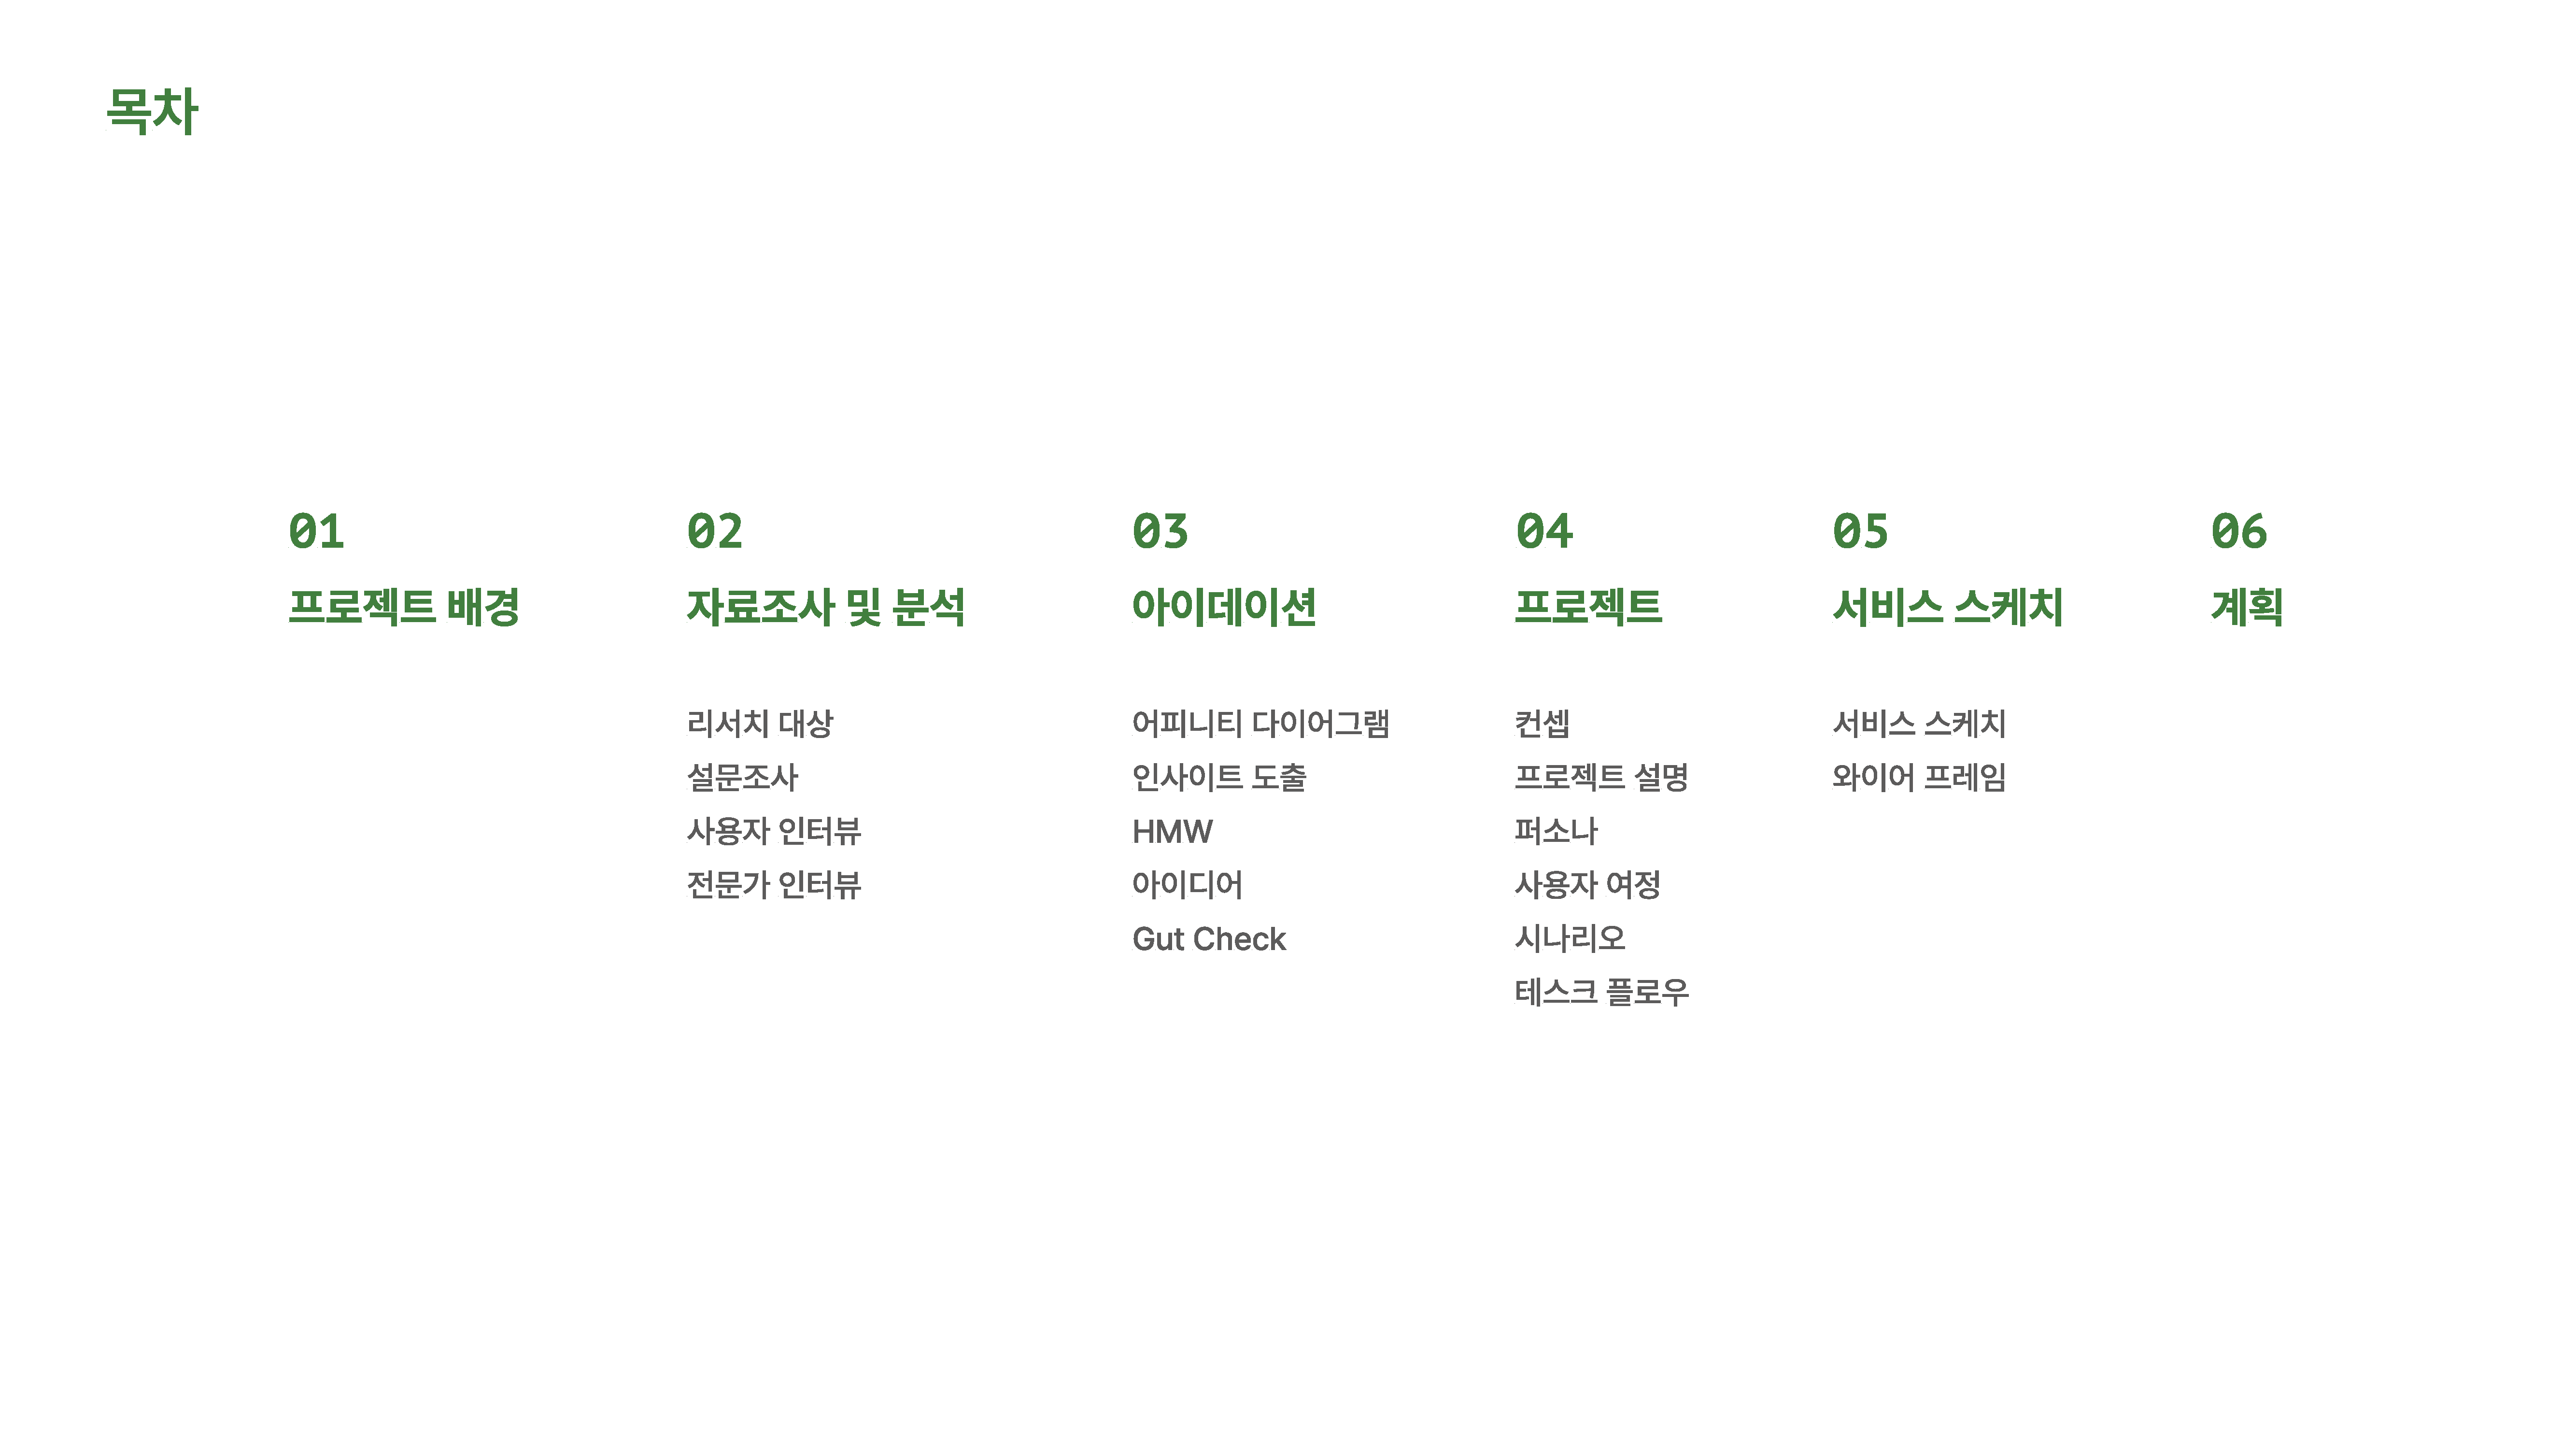 목차
01
프로젝트 배경
02
자료조사 및 분석
리서치 대상
설문조사
사용자 인터뷰
전문가 인터뷰
03
아이데이션
어피니티 다이어그램
인사이트 도출
HMW
아이디어
Gut Check
04
프로젝트
컨셉
프로젝트 설명
퍼소나
사용자 여정
시나리오
테스크 플로우
05
서비스 스케치
서비스 스케치
와이어 프레임
06
계획